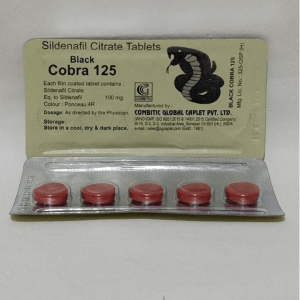 Sildenafil Citrate Tablets
Black
Cobra 125
Each film coated tablet contains :
Sildenafil Citrate
Eq. to Sildenafil 100 mg.
Colour : Ponceau 4R
Dosage: As directed by the Physician.
Storage :
Store in a cool, dry & dark place.
Manufactured by :
COMBITIC GLOBAL CAPLET PVT. LTD.
BLACK COBRA 125